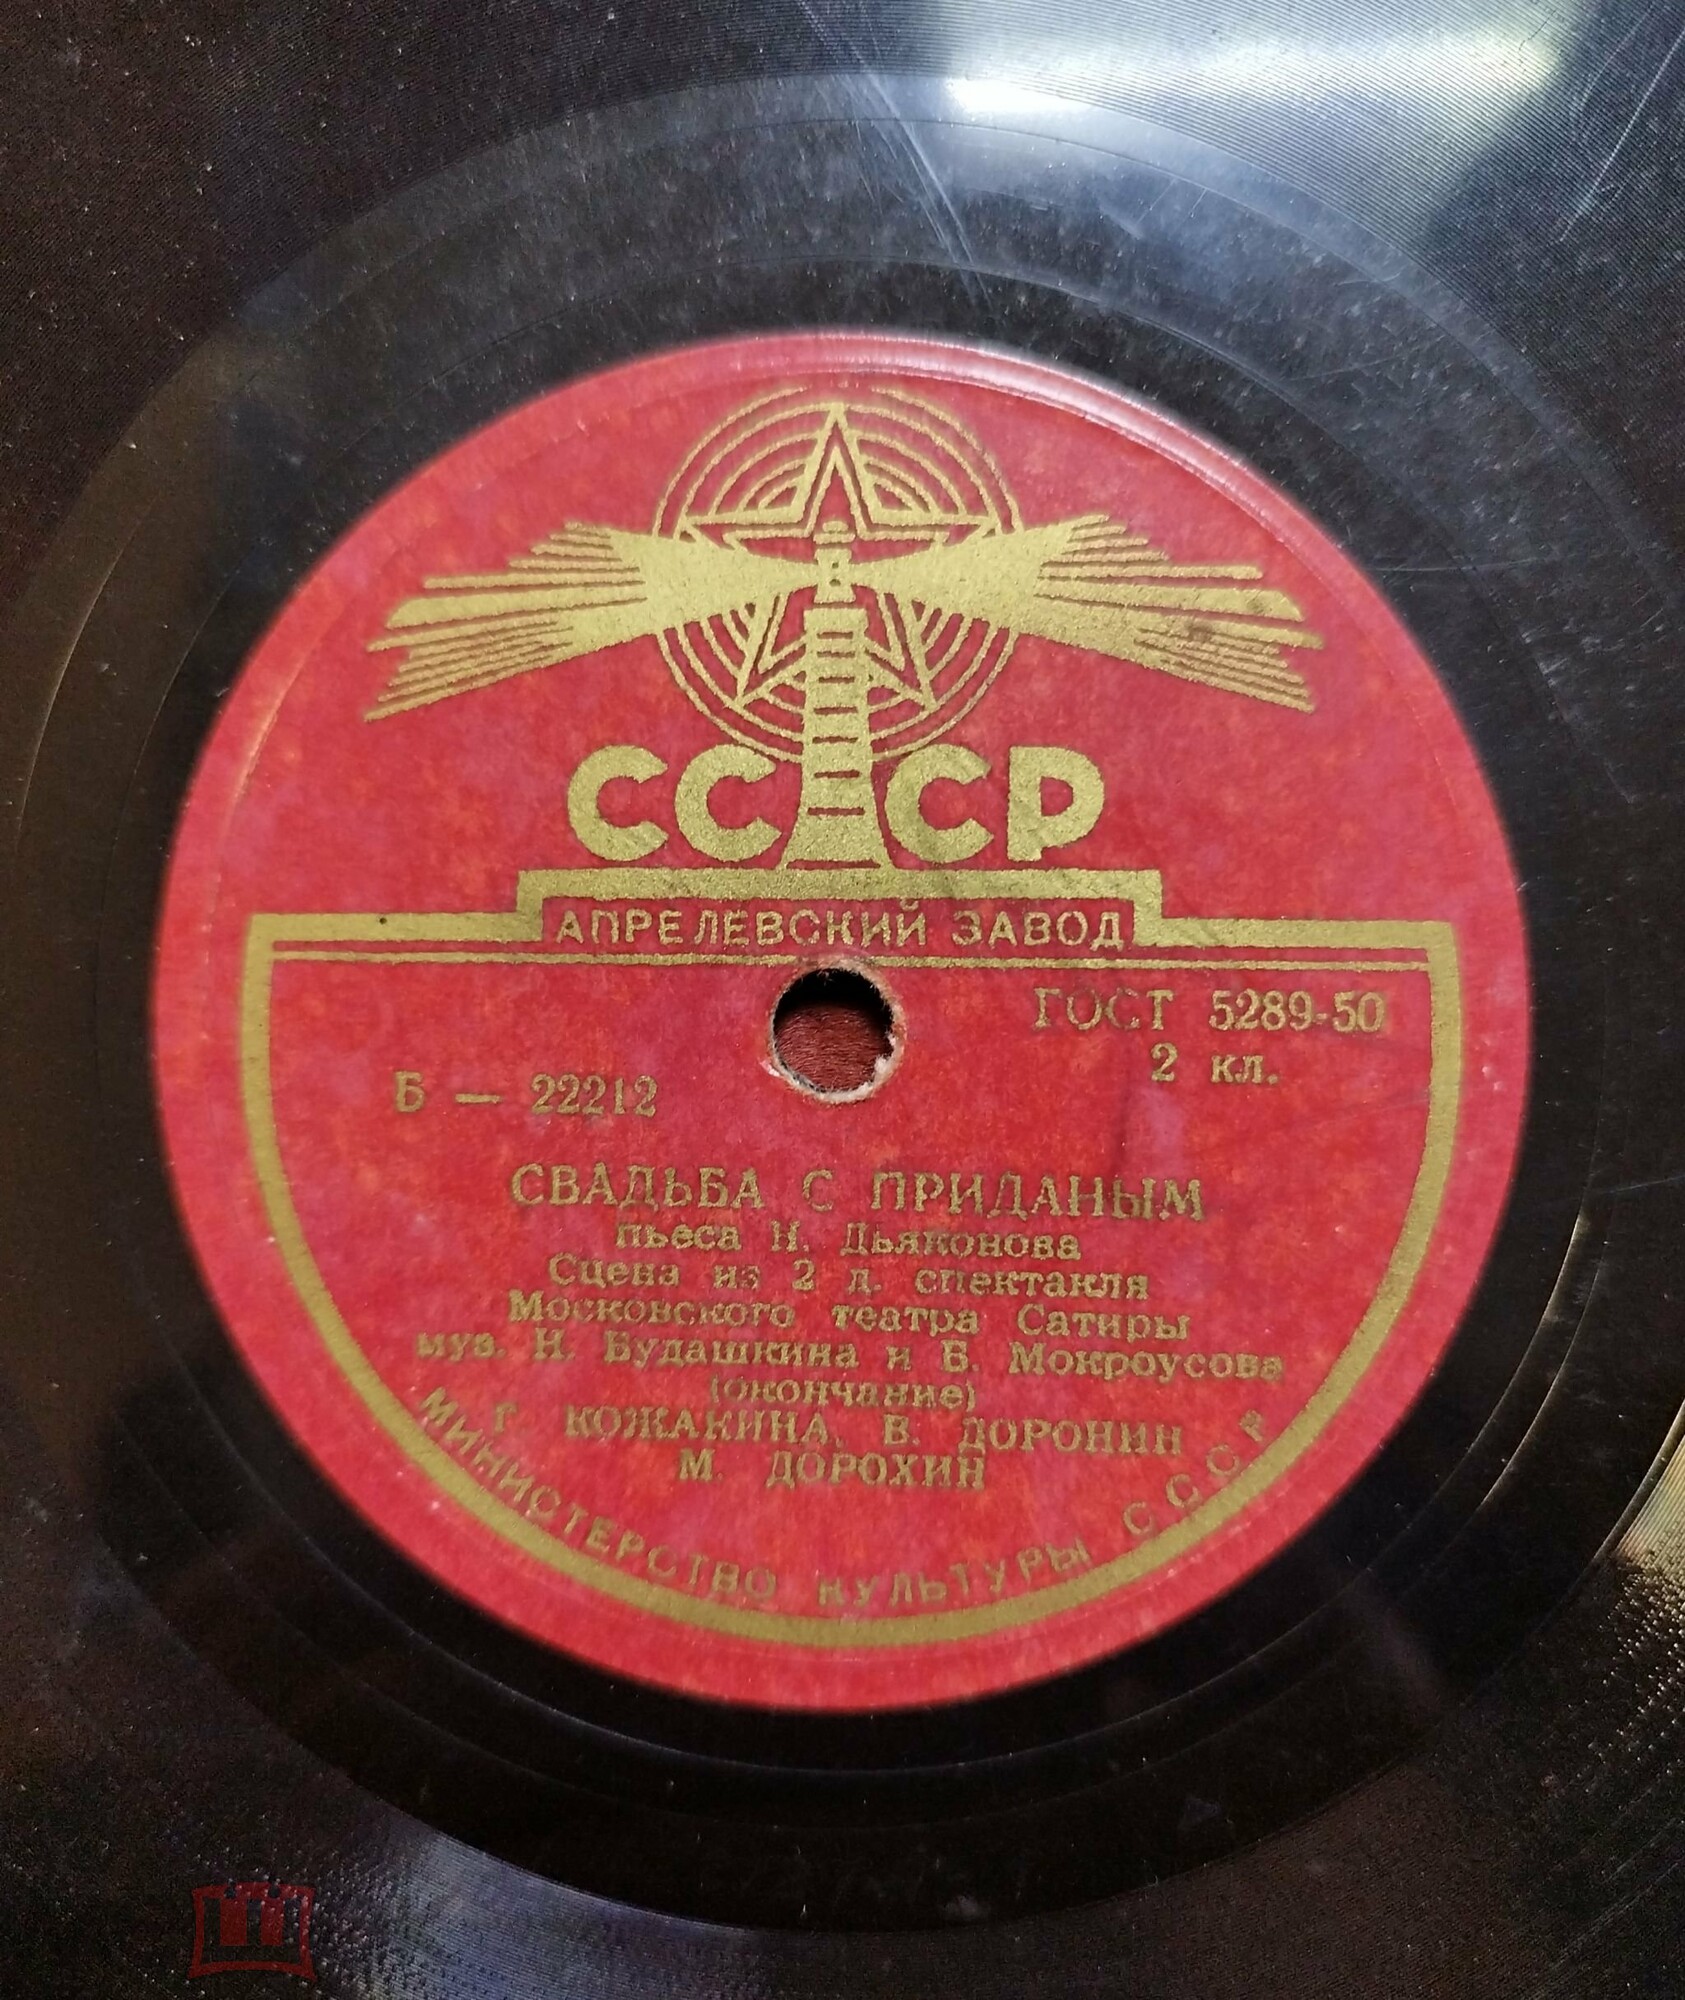 СССР
АПРЕЛЕВСКИЙ ЗАВОД
ГОСТ 5289-50
2 кл.
Б — 22212
СВАДЬБА С ПРИДАНЫМ
пьеса Н. Дьяконова
Сцена из 2 д. спектакля
Московского театра Сатиры
муз. Н. Будашкина и Б. Мокроусова
(окончание)
Г. КОЖАКИНА, В. ДОРОНИН
М. ДОРОХИН
МИНИСТЕРСТВО КУЛЬТУРЫ СССР